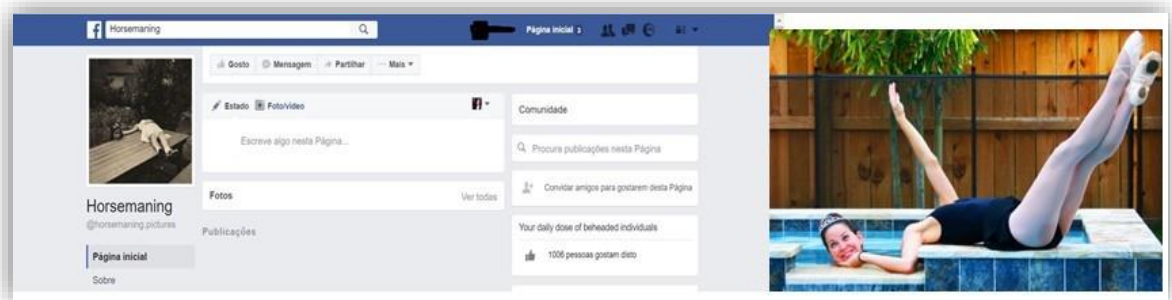 Horsemaning
Página inicial 3
Gosto Mensagem Partilhar Mais
Estado Foto/vídeo
Escreve algo nesta Página...
Fotos Ver todas
Publicações
Horsemaning
@horsemaning.pictures
Página inicial
Sobre
Comunidade
Procura publicações nesta Página
Convidar amigos para gostarem desta Página
Your daily dose of beheaded individuals
1006 pessoas gostam disto